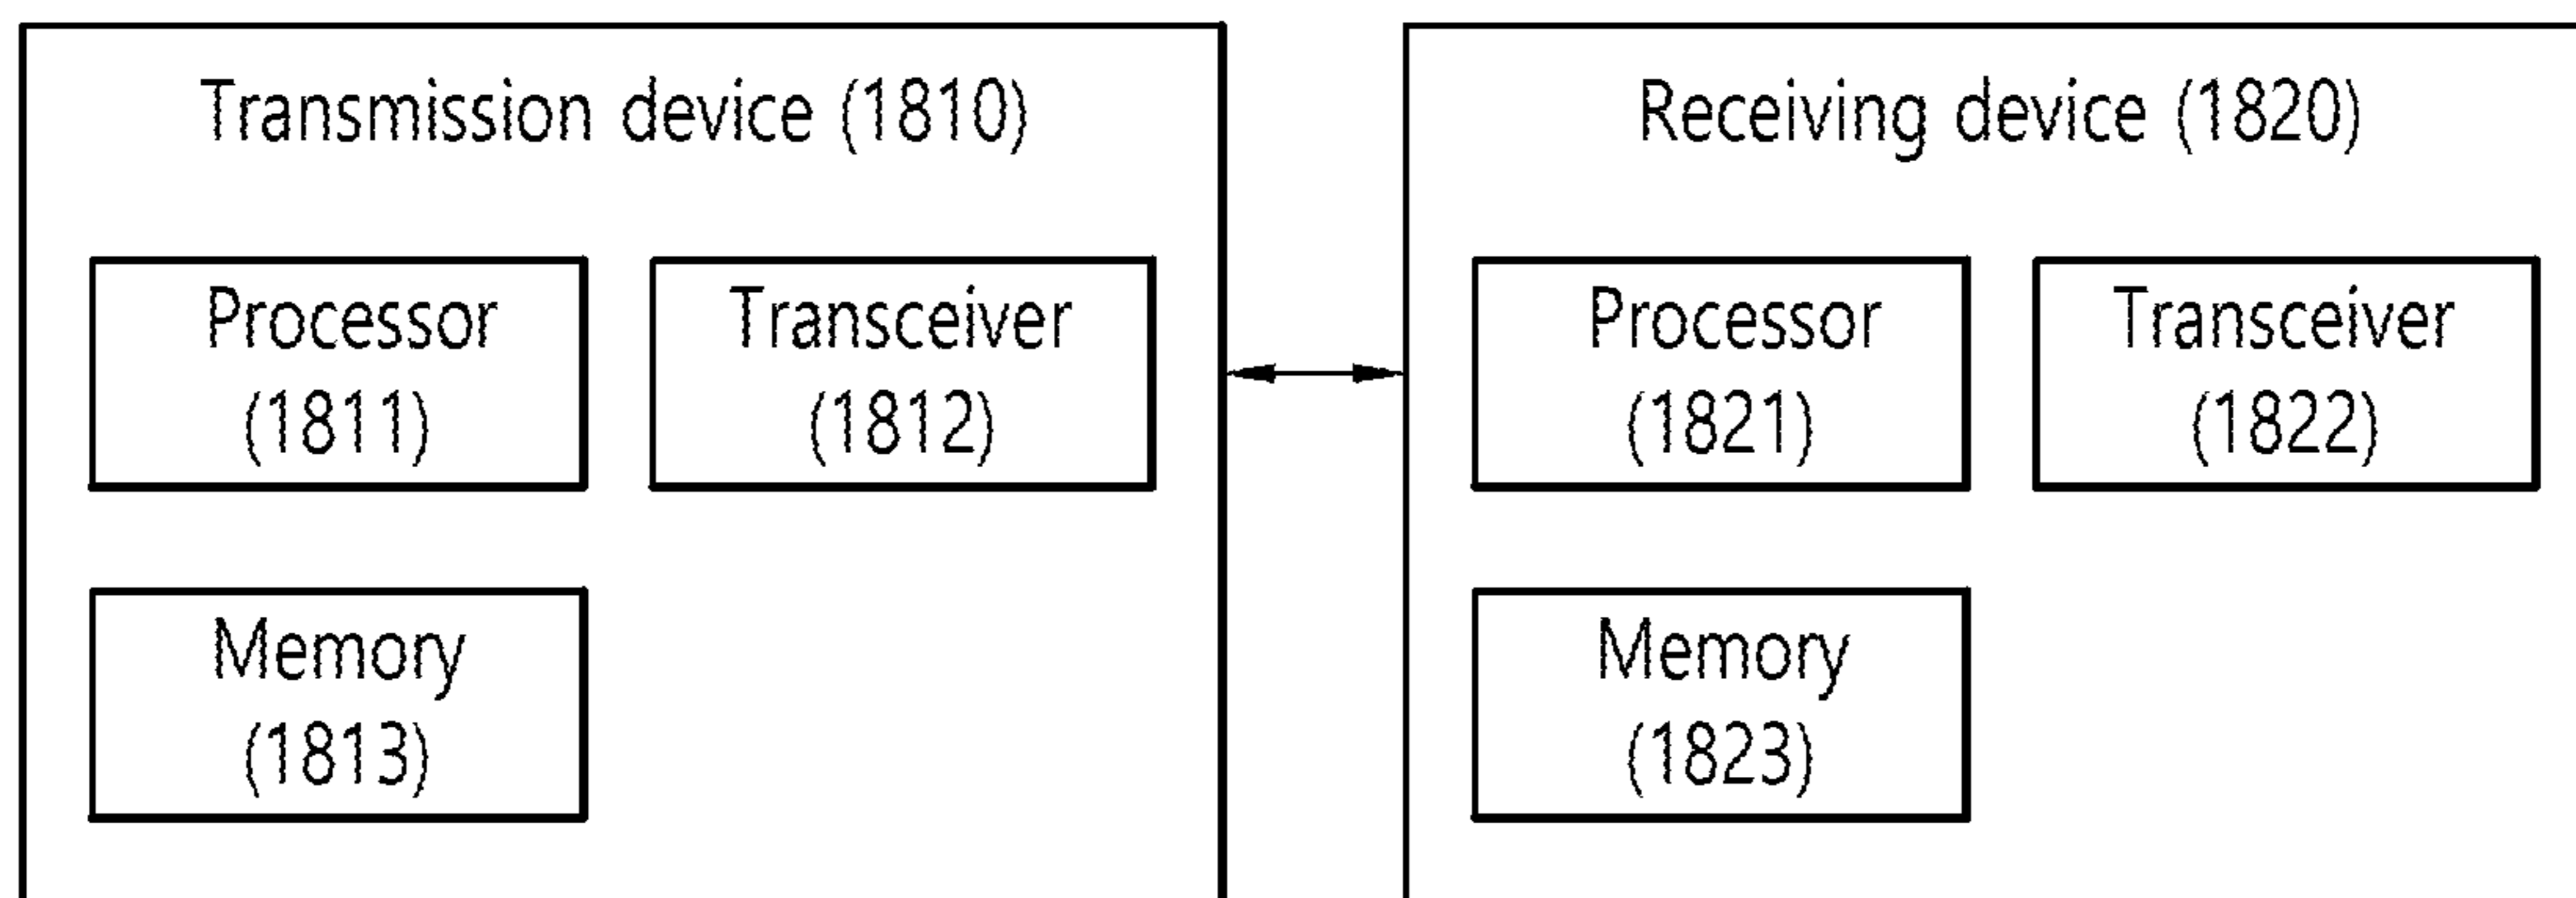 Transmission device (1810)
Processor
(1811)
Transceiver
(1812)
Memory
(1813)
Receiving device (1820)
Processor
(1821)
Transceiver
(1822)
Memory
(1823)